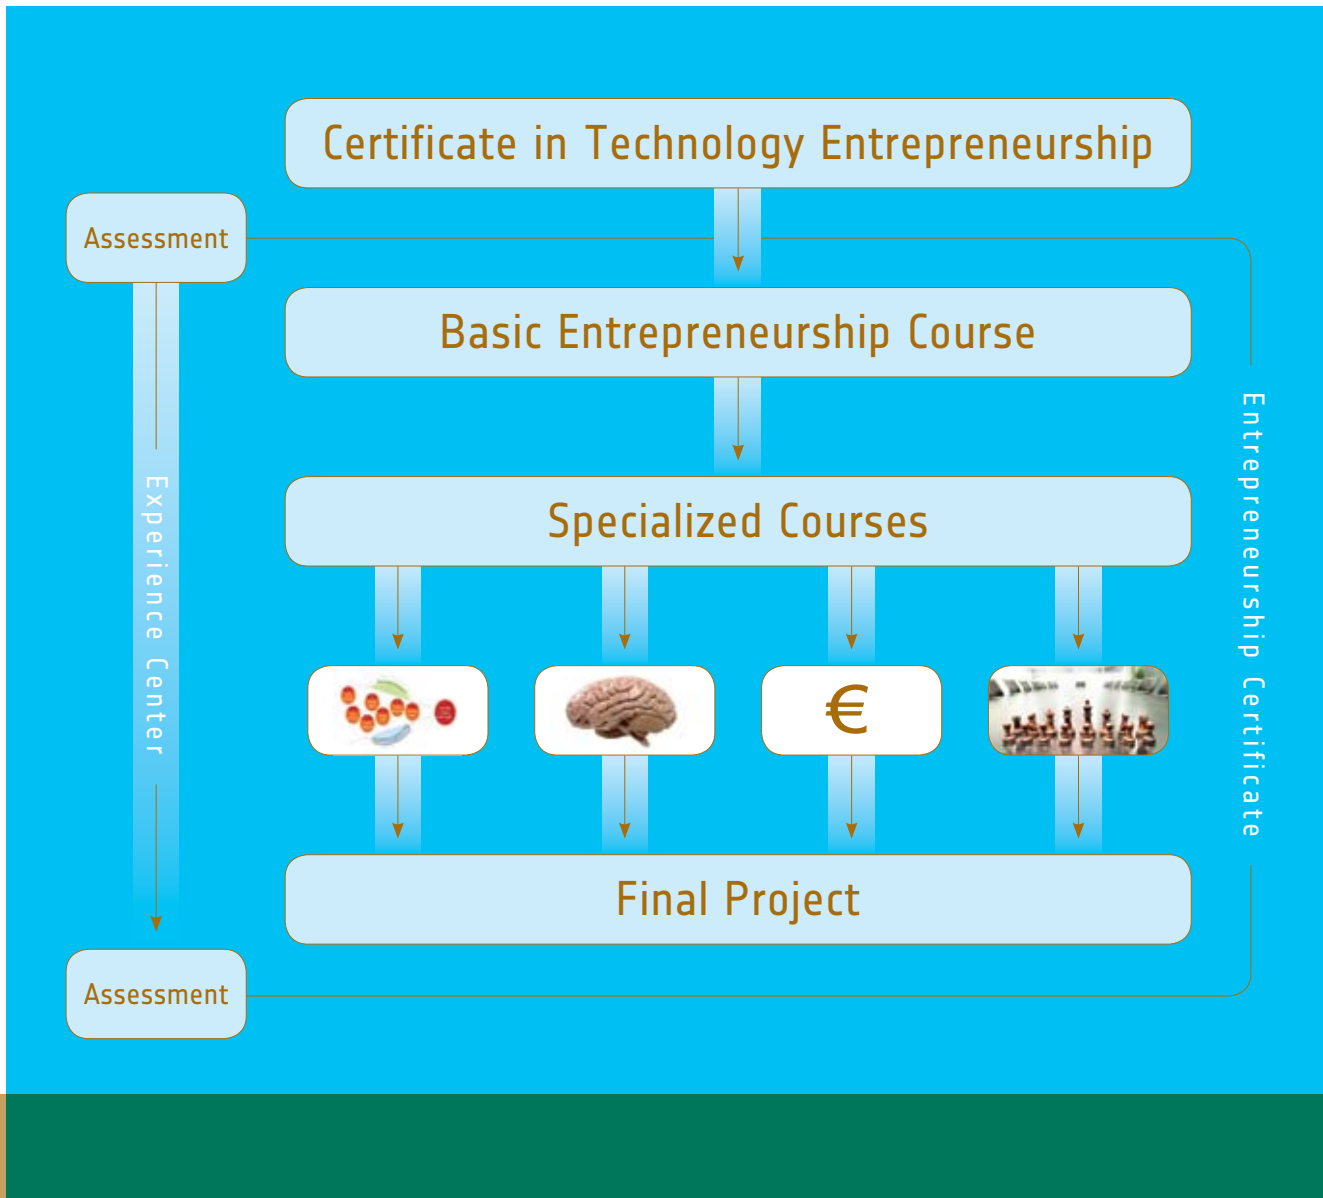 Certificate in Technology Entrepreneurship
Assessment
Basic Entrepreneurship Course
Specialized Courses
Experience Center
Entrepreneurship Certificate
€
Final Project
Assessment